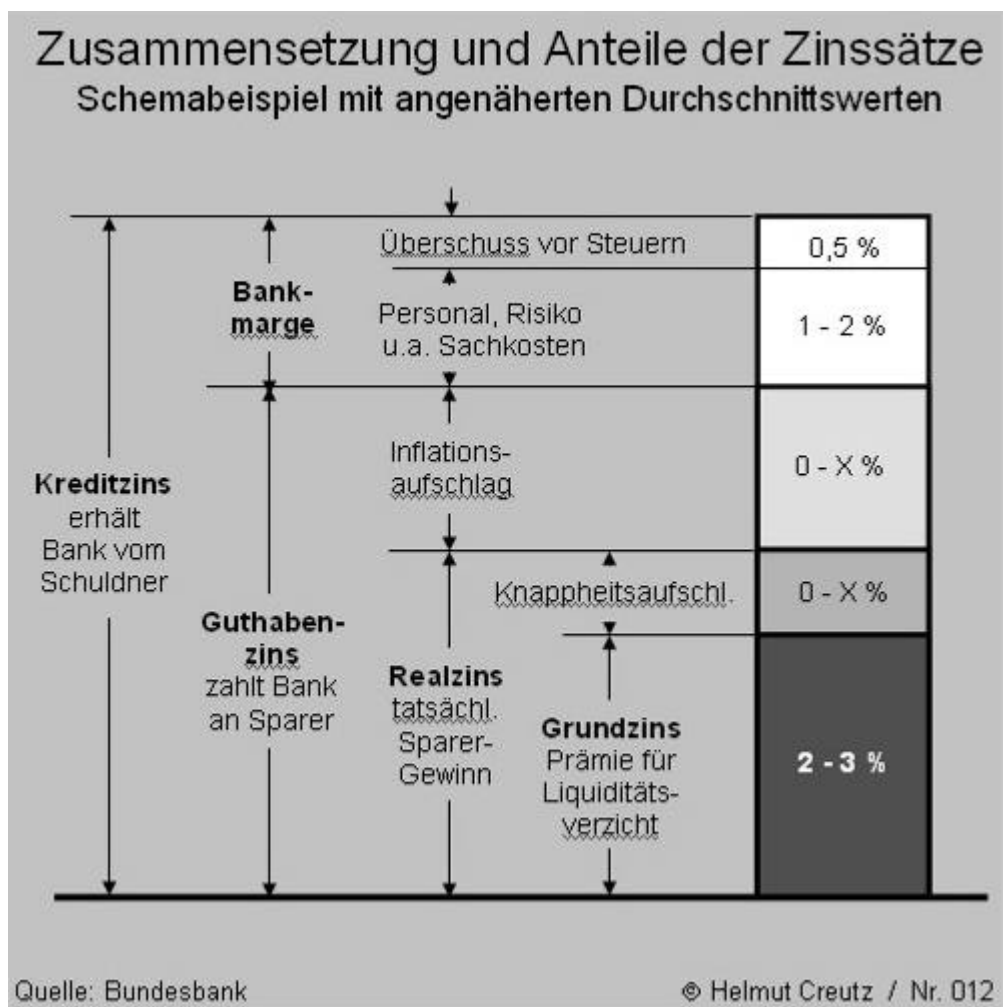 Zusammensetzung und Anteile der Zinssätze
Schemabeispiel mit angenäherten Durchschnittswerten
Überschuss vor Steuern
0,5 %
Bank-
marge
Personal, Risiko
u.a. Sachkosten
1 - 2 %
Inflations-
aufschlag
0 - X %
Kreditzins
erhält
Bank vom
Schuldner
Knappheitsaufschl.
0 - X %
Guthaben-
zins
zahlt Bank
an Sparer
Realzins
tatsächl.
Sparer-
Gewinn
Grundzins
Prämie für
Liquiditäts-
verzicht
2 - 3 %
Quelle: Bundesbank
© Helmut Creutz / Nr. 012